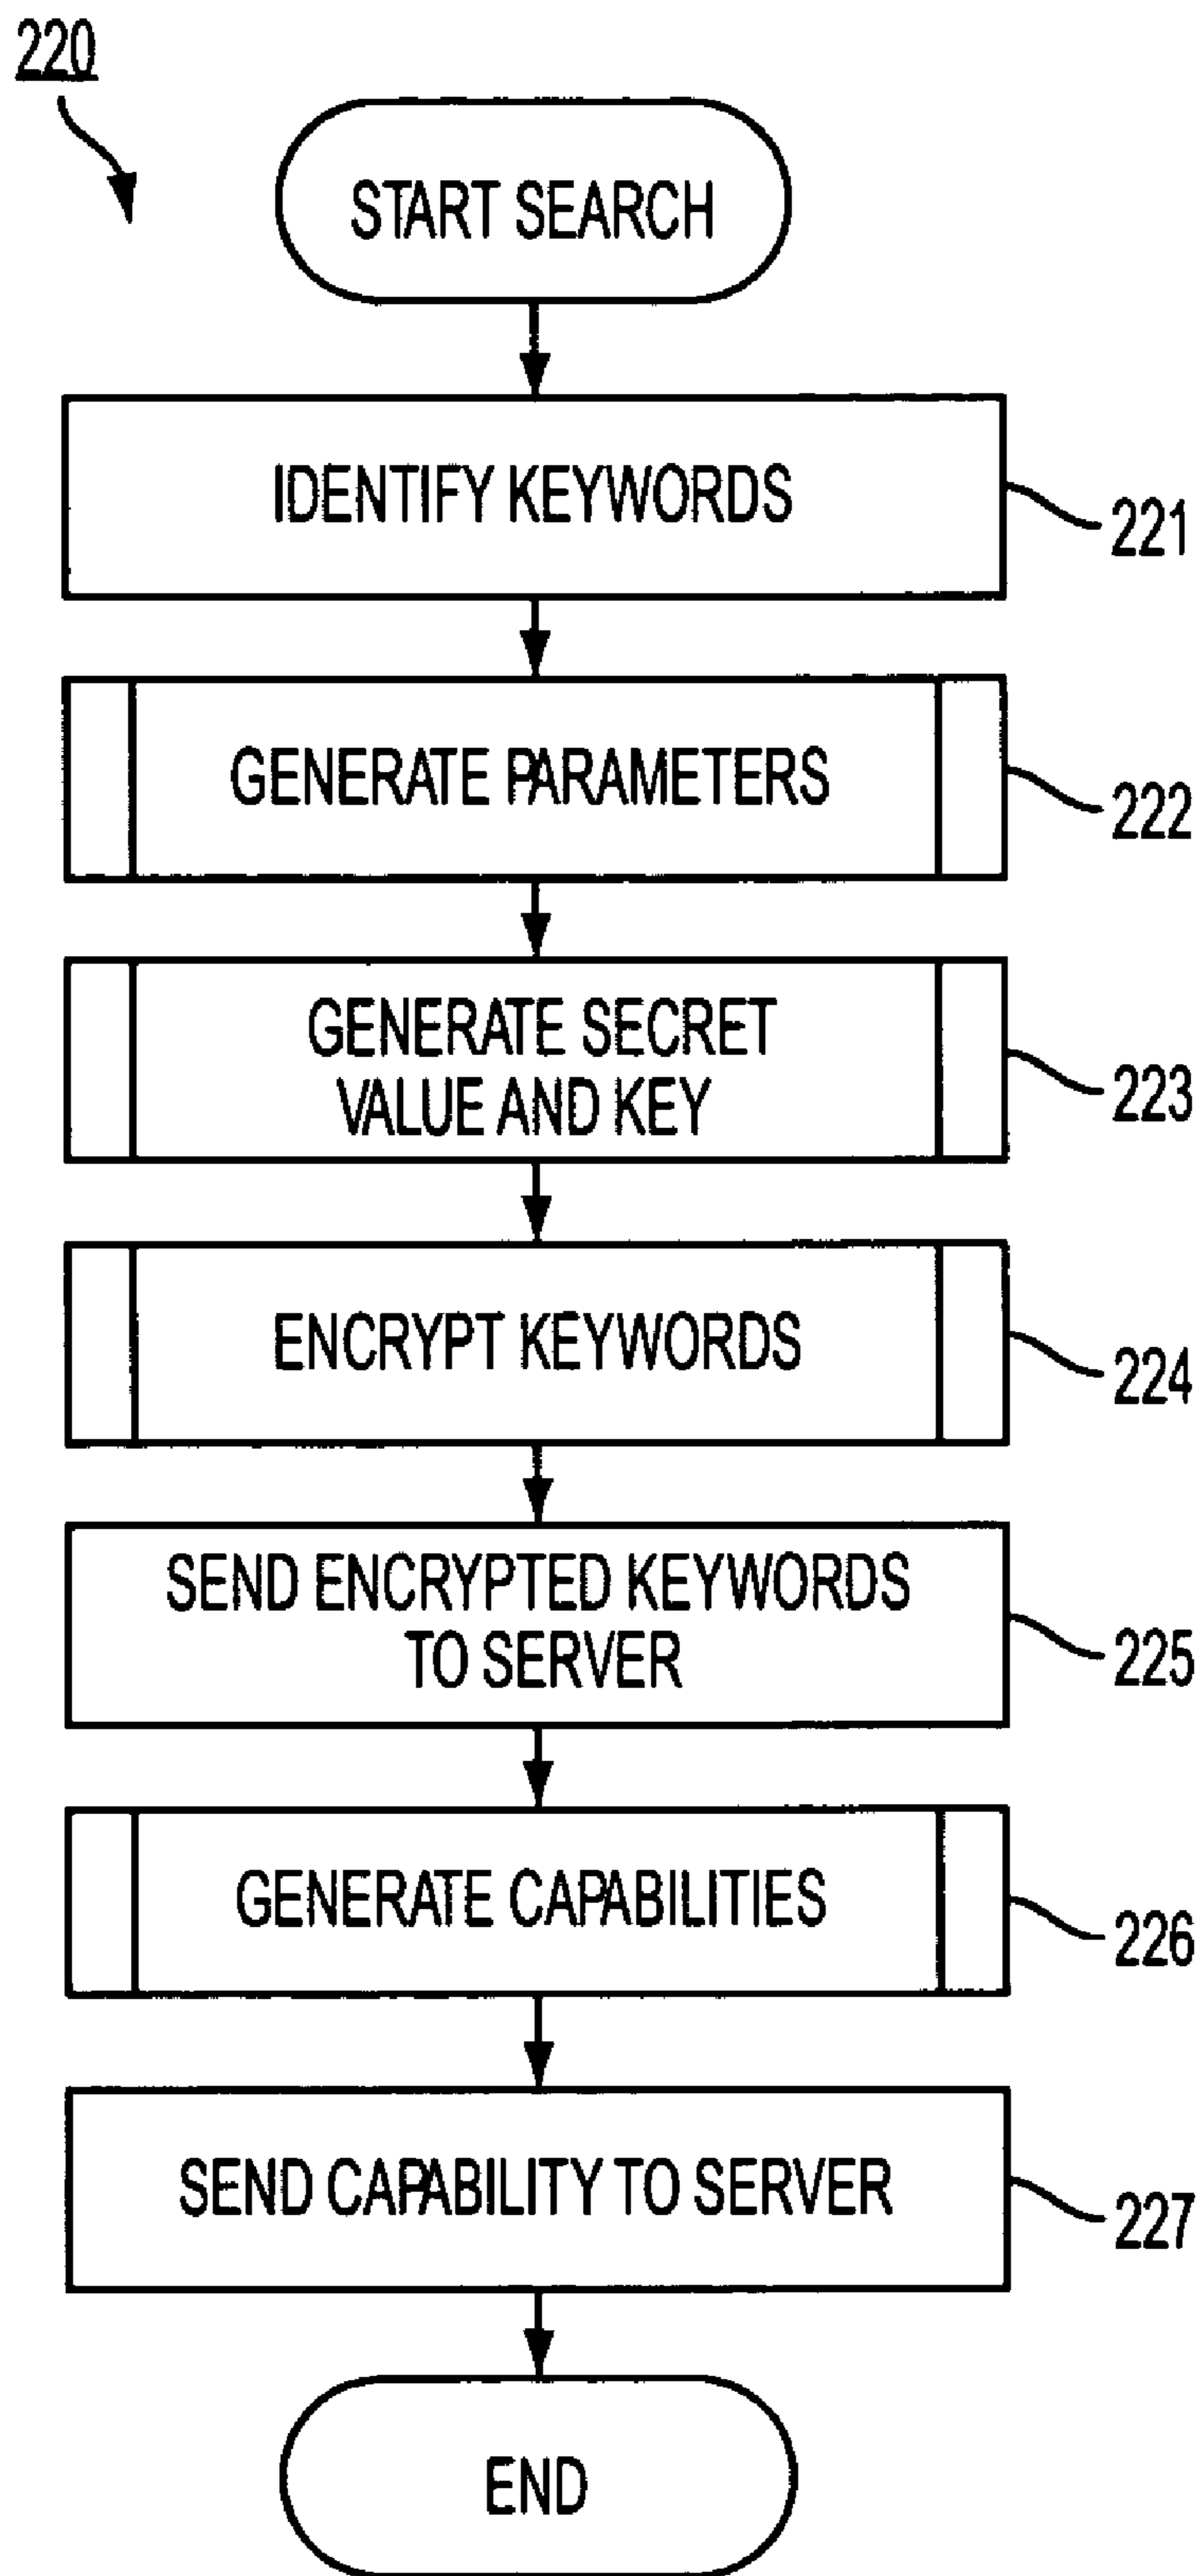 220
START SEARCH
IDENTIFY KEYWORDS
221
GENERATE PARAMETERS
222
GENERATE SECRET
VALUE AND KEY
223
ENCRYPT KEYWORDS
224
SEND ENCRYPTED KEYWORDS
TO SERVER
225
GENERATE CAPABILITIES
226
SEND CAPABILITY TO SERVER
227
END